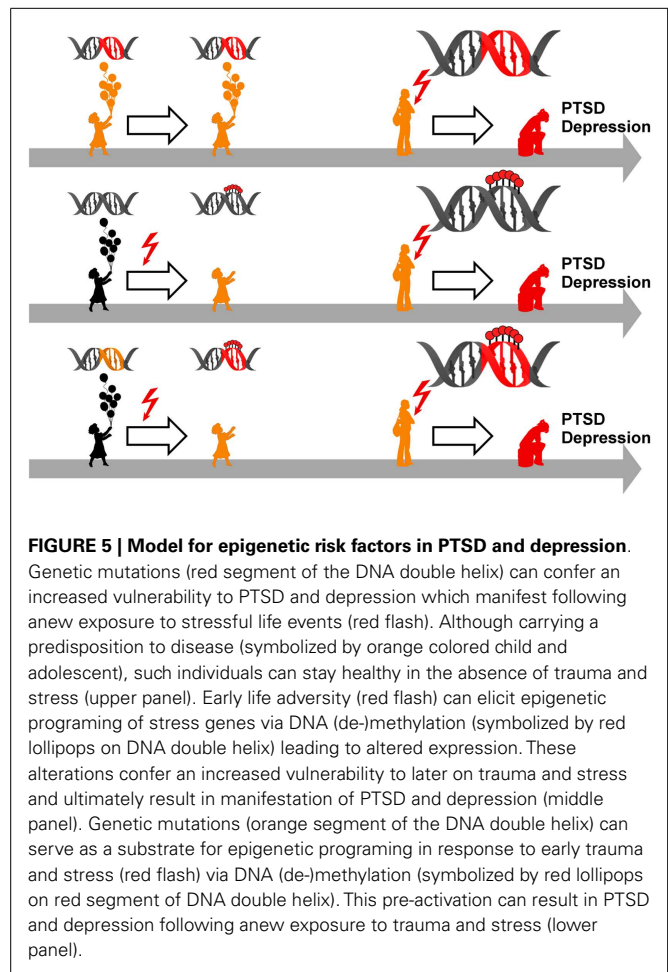 PTSD
Depression
PTSD
Depression
PTSD
Depression
FIGURE 5 | Model for epigenetic risk factors in PTSD and depression.
Genetic mutations (red segment of the DNA double helix) can confer an
increased vulnerability to PTSD and depression which manifest following
anew exposure to stressful life events (red flash). Although carrying a
predisposition to disease (symbolized by orange colored child and
adolescent), such individuals can stay healthy in the absence of trauma and
stress (upper panel). Early life adversity (red flash) can elicit epigenetic
programing of stress genes via DNA (de-)methylation (symbolized by red
lollipops on DNA double helix) leading to altered expression. These
alterations confer an increased vulnerability to later on trauma and stress
and ultimately result in manifestation of PTSD and depression (middle
panel). Genetic mutations (orange segment of the DNA double helix) can
serve as a substrate for epigenetic programing in response to early trauma
and stress (red flash) via DNA (de-)methylation (symbolized by red lollipops
on red segment of DNA double helix). This pre-activation can result in PTSD
and depression following anew exposure to trauma and stress (lower
panel).